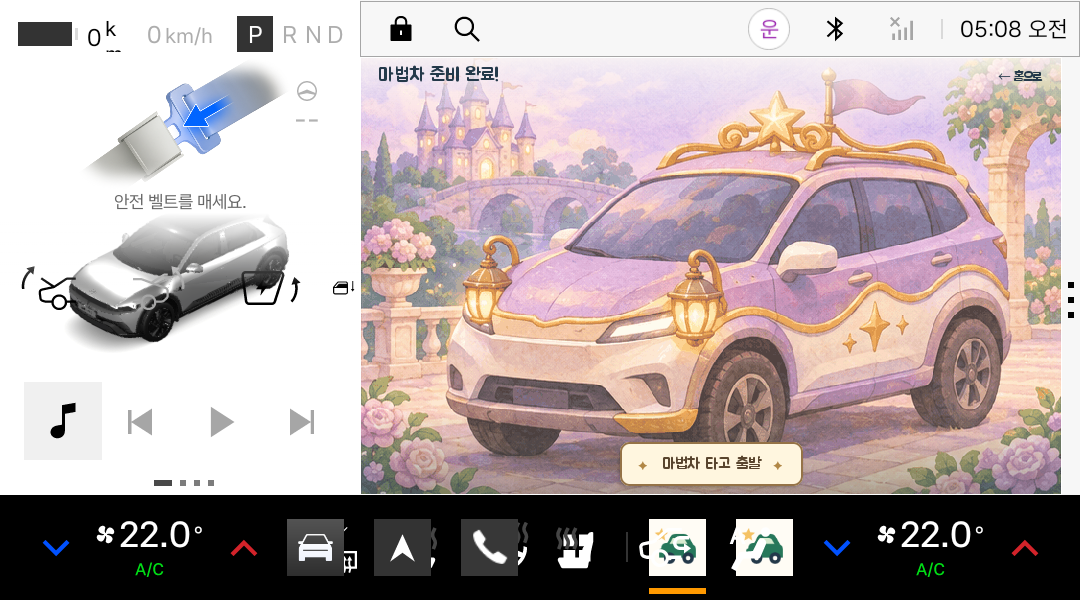 0 k
0 km/h
P R N D
운
05:08 오전
마법차 준비 완료!
← 홈으로
안전 벨트를 매세요.
마법차 타고 출발
22.0°
A/C
22.0°
A/C